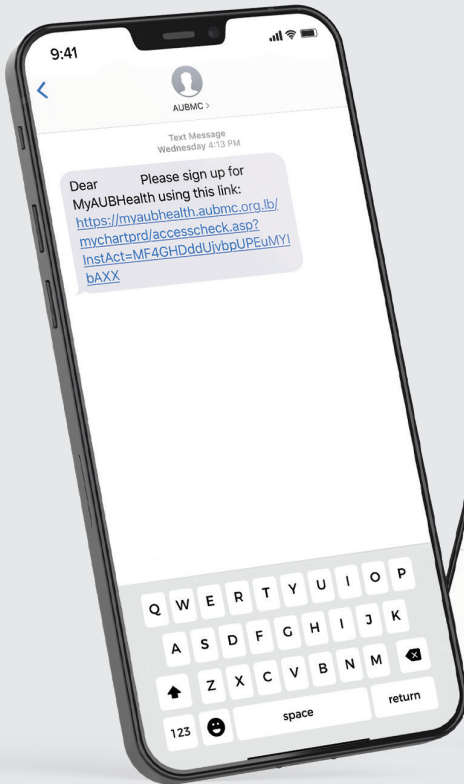 9:41
AUBMC >
Text Message
Wednesday 4:13 PM
Dear Please sign up for
MyAUBHealth using this link:
https://myaubhealth.aubmc.org.lb/
mychartprd/accesscheck.asp?
InstAct=MF4GHDddUjvbpUPEuMYI
bAXX
Q W E R T Y U I O P
A S D F G H I J K
Z X C V B N M
123 space return